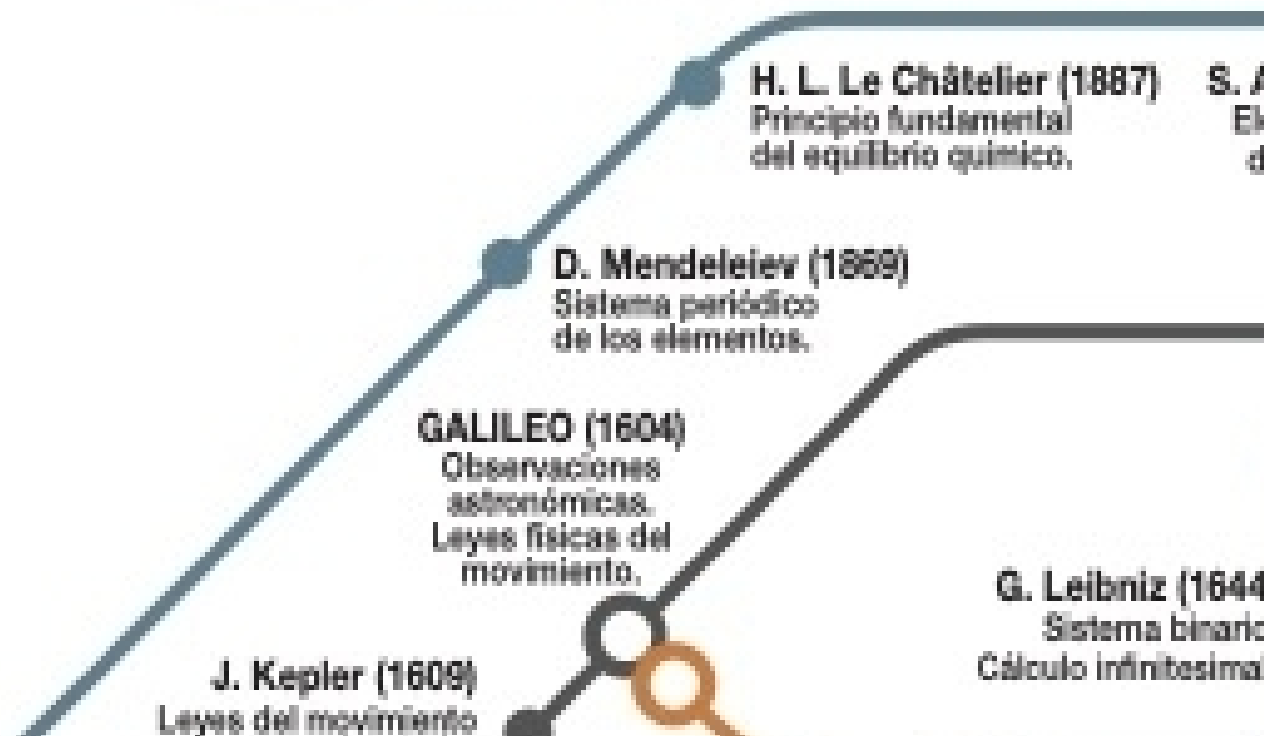 H. L. Le Châtelier (1887)
Principio fundamental
del equilibrio químico.
S.
D. Mendeleiev (1869)
Sistema periódico
de los elementos.
GALILEO (1604)
Observaciones
astronómicas.
Leyes físicas del
movimiento.
G. Leibniz (1644
Sistema binario
Cálculo infinitesimal
J. Kepler (1609)
Leyes del movimiento